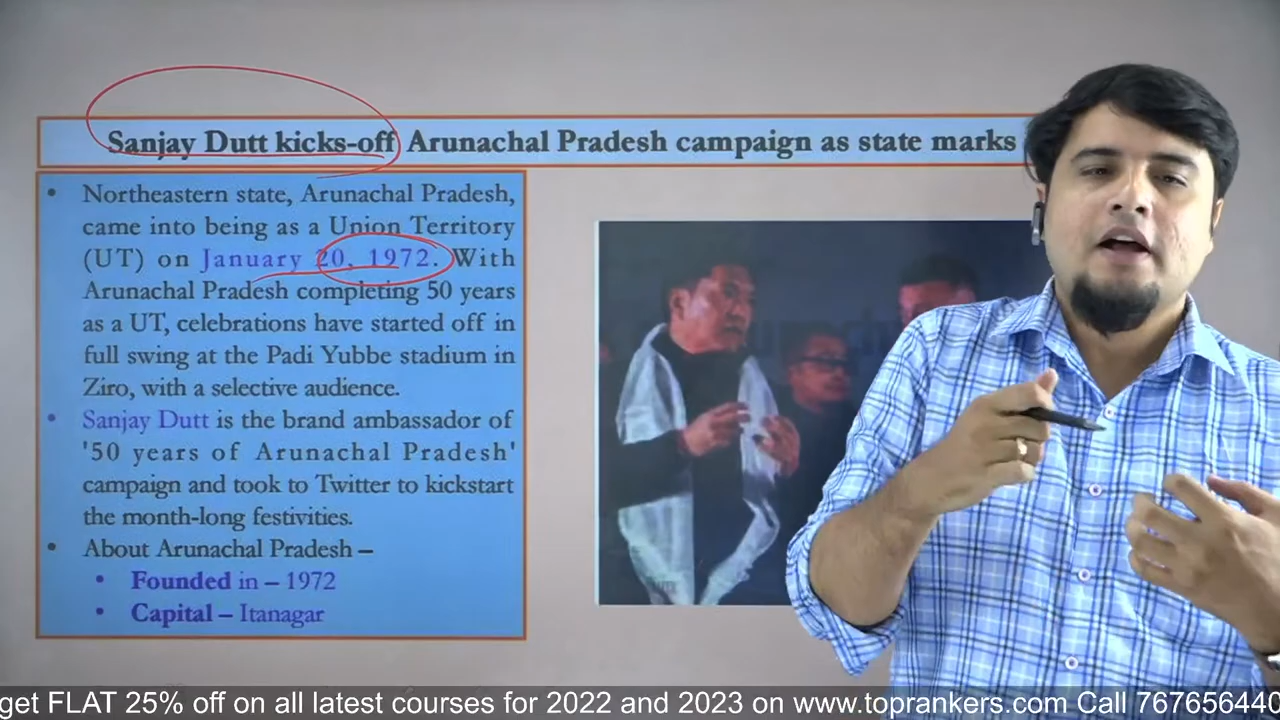 Sanjay Dutt kicks-off Arunachal Pradesh campaign as state marks
• Northeastern state, Arunachal Pradesh,
came into being as a Union Territory
(UT) on January 20, 1972. With
Arunachal Pradesh completing 50 years
as a UT, celebrations have started off in
full swing at the Padi Yubbe stadium in
Ziro, with a selective audience.
• Sanjay Dutt is the brand ambassador of
'50 years of Arunachal Pradesh'
campaign and took to Twitter to kickstart
the month-long festivities.
• About Arunachal Pradesh –
• Founded in – 1972
• Capital – Itanagar
get FLAT 25% off on all latest courses for 2022 and 2023 on www.toprankers.com Call 767656440